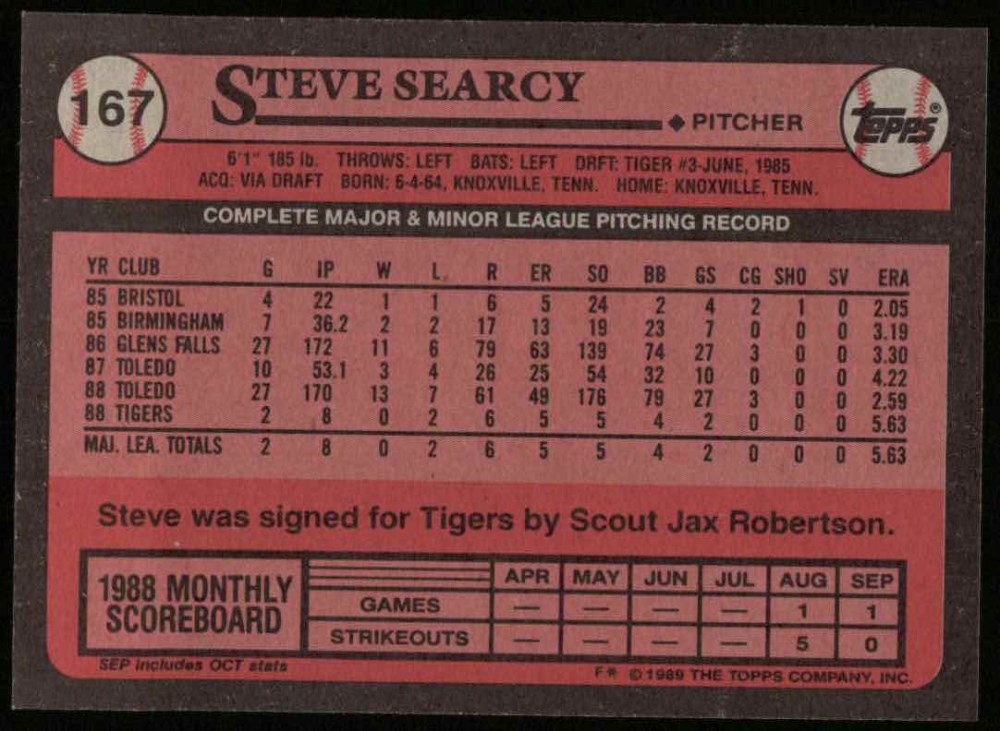 167
STEVE SEARCY
◆ PITCHER
TOPPS®
6'1" 185 lb. THROWS: LEFT BATS: LEFT DRFT: TIGER #3-JUNE, 1985
ACQ: VIA DRAFT BORN: 6-4-64, KNOXVILLE, TENN. HOME: KNOXVILLE, TENN.
COMPLETE MAJOR & MINOR LEAGUE PITCHING RECORD
YR CLUB G IP W L R ER SO BB GS CG SHO SV ERA
85 BRISTOL 4 22 1 1 6 5 24 2 4 2 1 0 2.05
85 BIRMINGHAM 7 36.2 2 2 17 13 19 23 7 0 0 0 3.19
86 GLENS FALLS 27 172 11 6 79 63 139 74 27 3 0 0 3.30
87 TOLEDO 10 53.1 3 4 26 25 54 32 10 0 0 0 4.22
88 TOLEDO 27 170 13 7 61 49 176 79 27 3 0 0 2.59
88 TIGERS 2 8 0 2 6 5 5 4 2 0 0 0 5.63
MAJ. LEA. TOTALS 2 8 0 2 6 5 5 4 2 0 0 0 5.63
Steve was signed for Tigers by Scout Jax Robertson.
1988 MONTHLY
SCOREBOARD
APR MAY JUN JUL AUG SEP
GAMES — — — — 1 1
STRIKEOUTS — — — — 5 0
SEP includes OCT stats
F* © 1989 THE TOPPS COMPANY, INC.